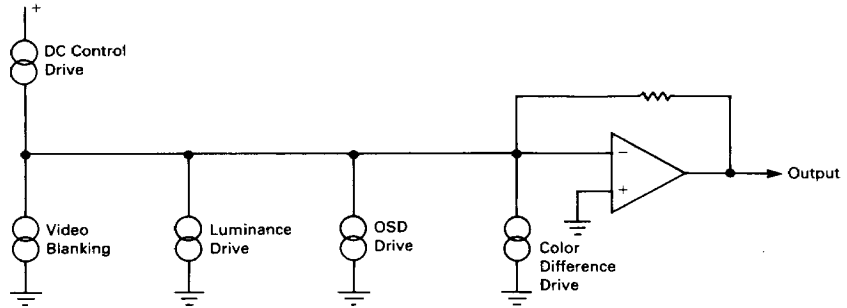 +
DC Control
Drive
Video
Blanking
Luminance
Drive
OSD
Drive
Color
Difference
Drive
−
+
Output